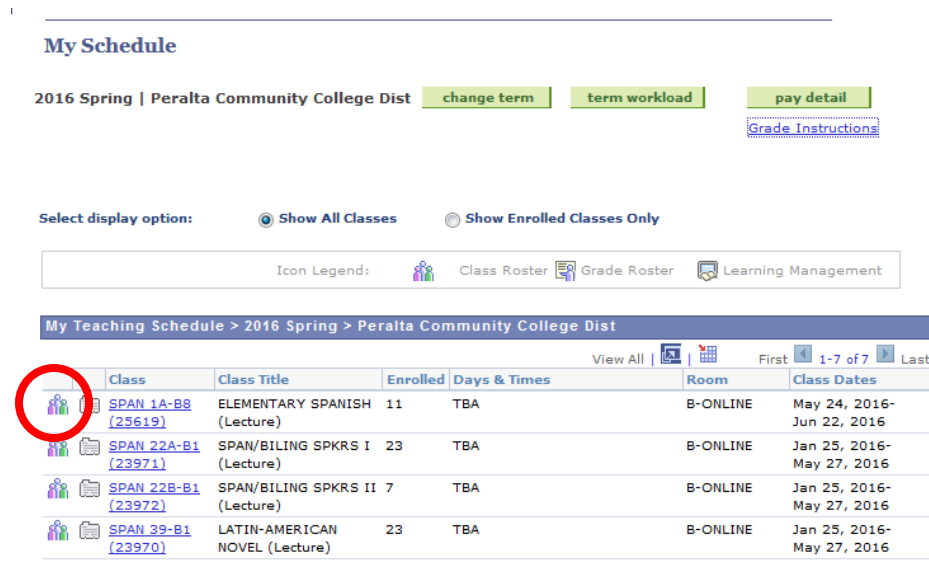 My Schedule
2016 Spring | Peralta Community College Dist change term term workload pay detail
Grade Instructions
Select display option: Show All Classes Show Enrolled Classes Only
Icon Legend: Class Roster Grade Roster Learning Management
My Teaching Schedule > 2016 Spring > Peralta Community College Dist
View All | | First 1-7 of 7 Last
Class Class Title Enrolled Days & Times Room Class Dates
SPAN 1A-B8 ELEMENTARY SPANISH 11 TBA B-ONLINE May 24, 2016-
(25619) (Lecture) Jun 22, 2016
SPAN 22A-B1 SPAN/BILING SPKRS I 23 TBA B-ONLINE Jan 25, 2016-
(23971) (Lecture) May 27, 2016
SPAN 22B-B1 SPAN/BILING SPKRS II 7 TBA B-ONLINE Jan 25, 2016-
(23972) (Lecture) May 27, 2016
SPAN 39-B1 LATIN-AMERICAN 23 TBA B-ONLINE Jan 25, 2016-
(23970) NOVEL (Lecture) May 27, 2016